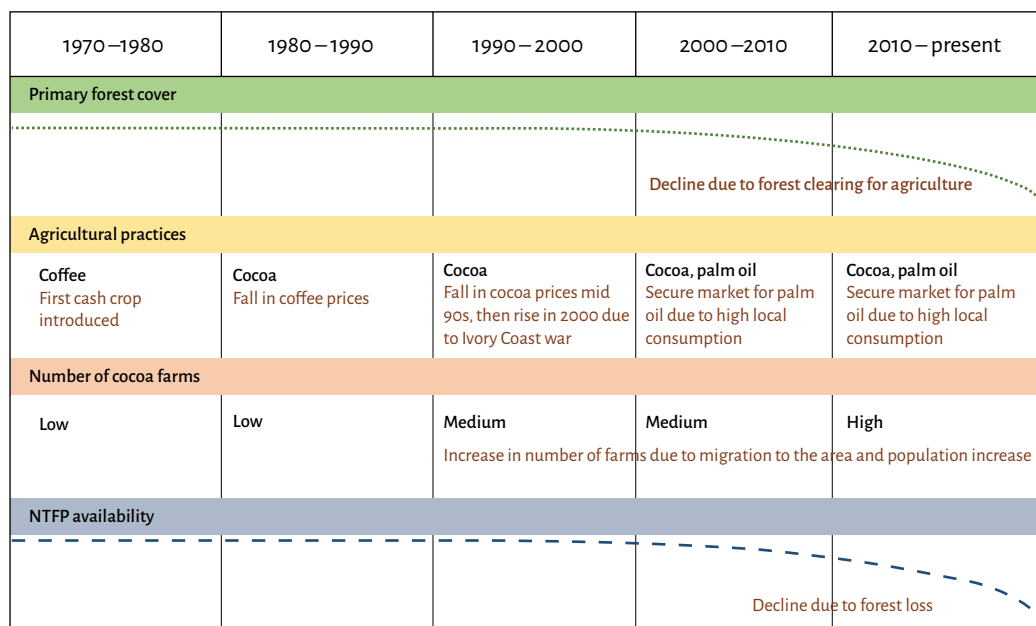 1970–1980
1980–1990
1990–2000
2000–2010
2010–present
Primary forest cover
Decline due to forest clearing for agriculture
Agricultural practices
Coffee
First cash crop
introduced
Cocoa
Fall in coffee prices
Cocoa
Fall in cocoa prices mid
90s, then rise in 2000 due
to Ivory Coast war
Cocoa, palm oil
Secure market for palm
oil due to high local
consumption
Cocoa, palm oil
Secure market for palm
oil due to high local
consumption
Number of cocoa farms
Low
Low
Medium
Medium
High
Increase in number of farms due to migration to the area and population increase
NTFP availability
Decline due to forest loss